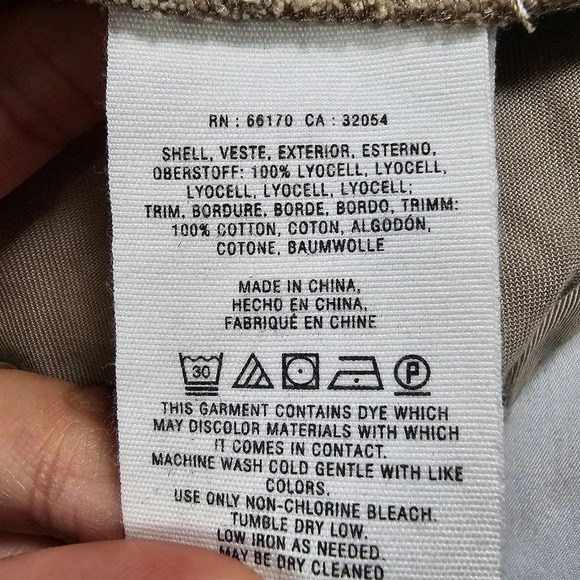 RN : 66170 CA : 32054
SHELL, VESTE, EXTERIOR, ESTERNO,
OBERSTOFF: 100% LYOCELL, LYOCELL,
LYOCELL, LYOCELL, LYOCELL;
TRIM, BORDURE, BORDE, BORDO, TRIMM:
100% COTTON, COTON, ALGODÓN,
COTONE, BAUMWOLLE
MADE IN CHINA,
HECHO EN CHINA,
FABRIQUÉ EN CHINE
30 P
THIS GARMENT CONTAINS DYE WHICH
MAY DISCOLOR MATERIALS WITH WHICH
IT COMES IN CONTACT.
MACHINE WASH COLD GENTLE WITH LIKE
COLORS.
USE ONLY NON-CHLORINE BLEACH.
TUMBLE DRY LOW.
LOW IRON AS NEEDED.
MAY BE DRY CLEANED